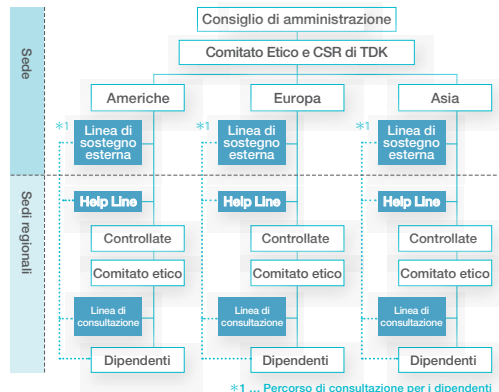 Consiglio di amministrazione
Comitato Etico e CSR di TDK
Sede
Americhe
Europa
Asia
*1
Linea di
sostegno
esterna
*1
Linea di
sostegno
esterna
*1
Linea di
sostegno
esterna
Sedi regionali
Help Line
Help Line
Help Line
Controllate
Controllate
Controllate
Comitato etico
Comitato etico
Comitato etico
Linea di
consultazione
Linea di
consultazione
Linea di
consultazione
Dipendenti
Dipendenti
Dipendenti
*1 ... Percorso di consultazione per i dipendenti